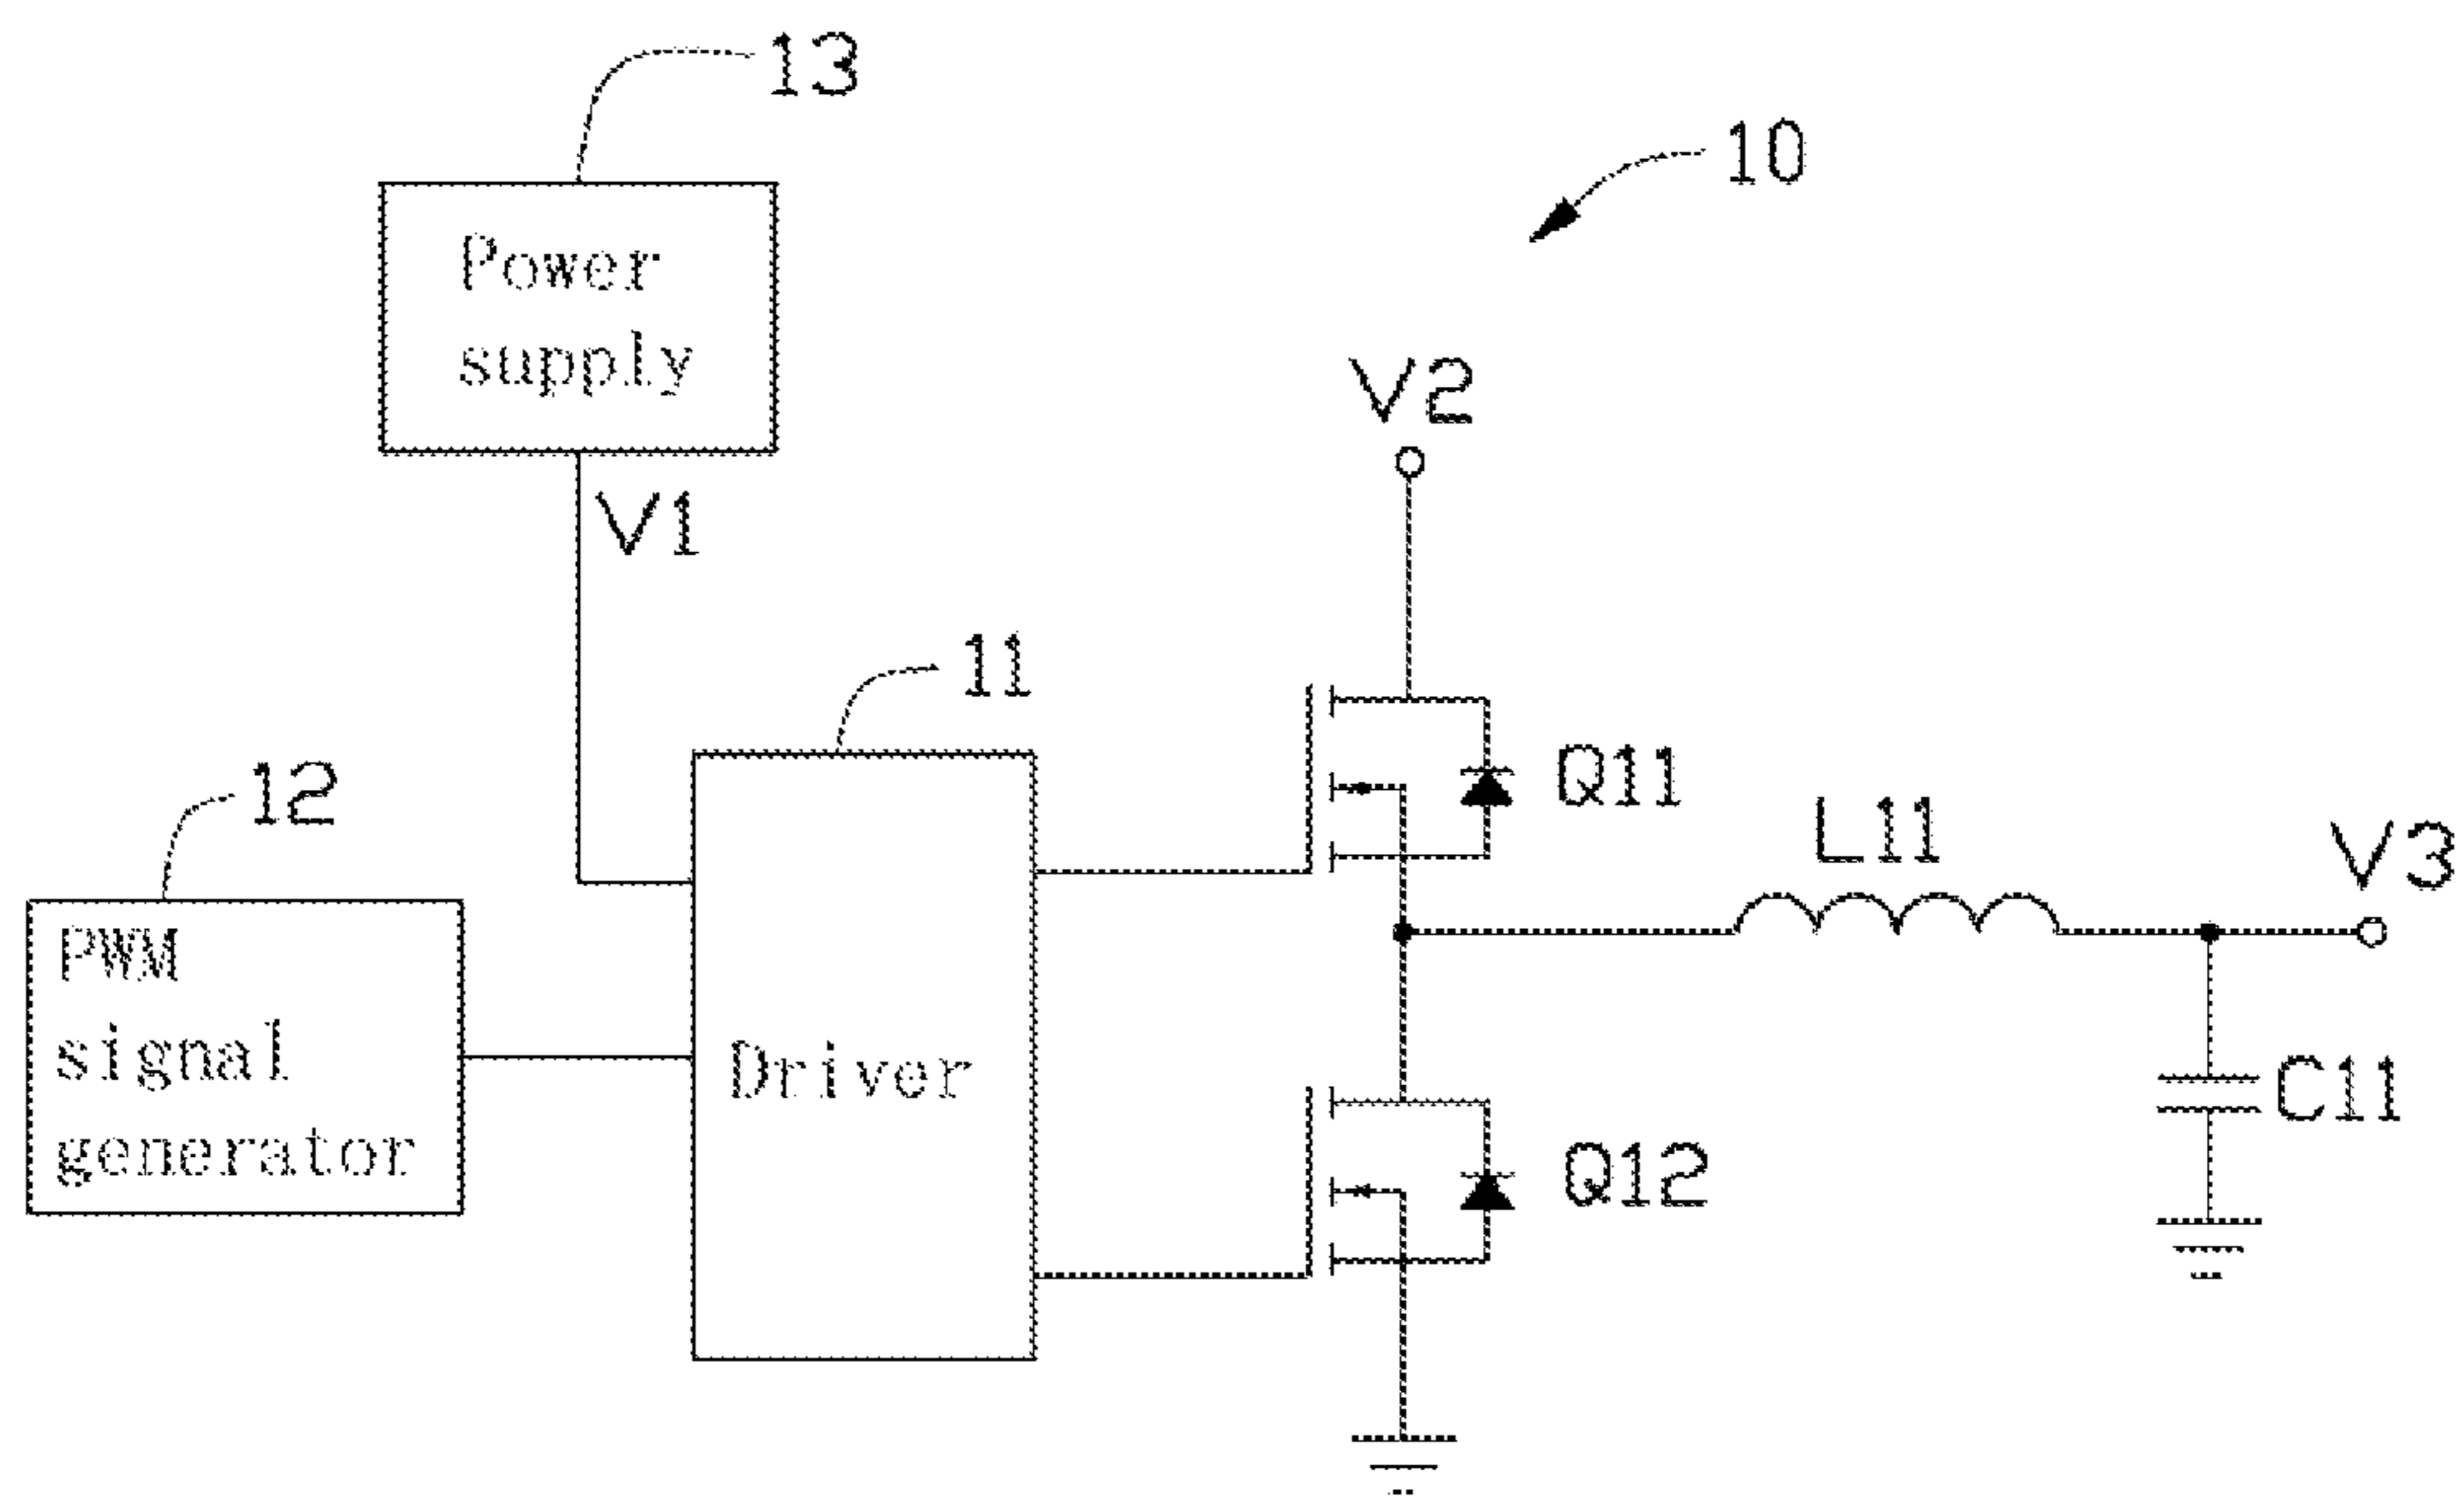 13
10
Power
supply
V2
V1
11
12
Q11
L11
V3
PWM
signal
generator
Driver
C11
Q12